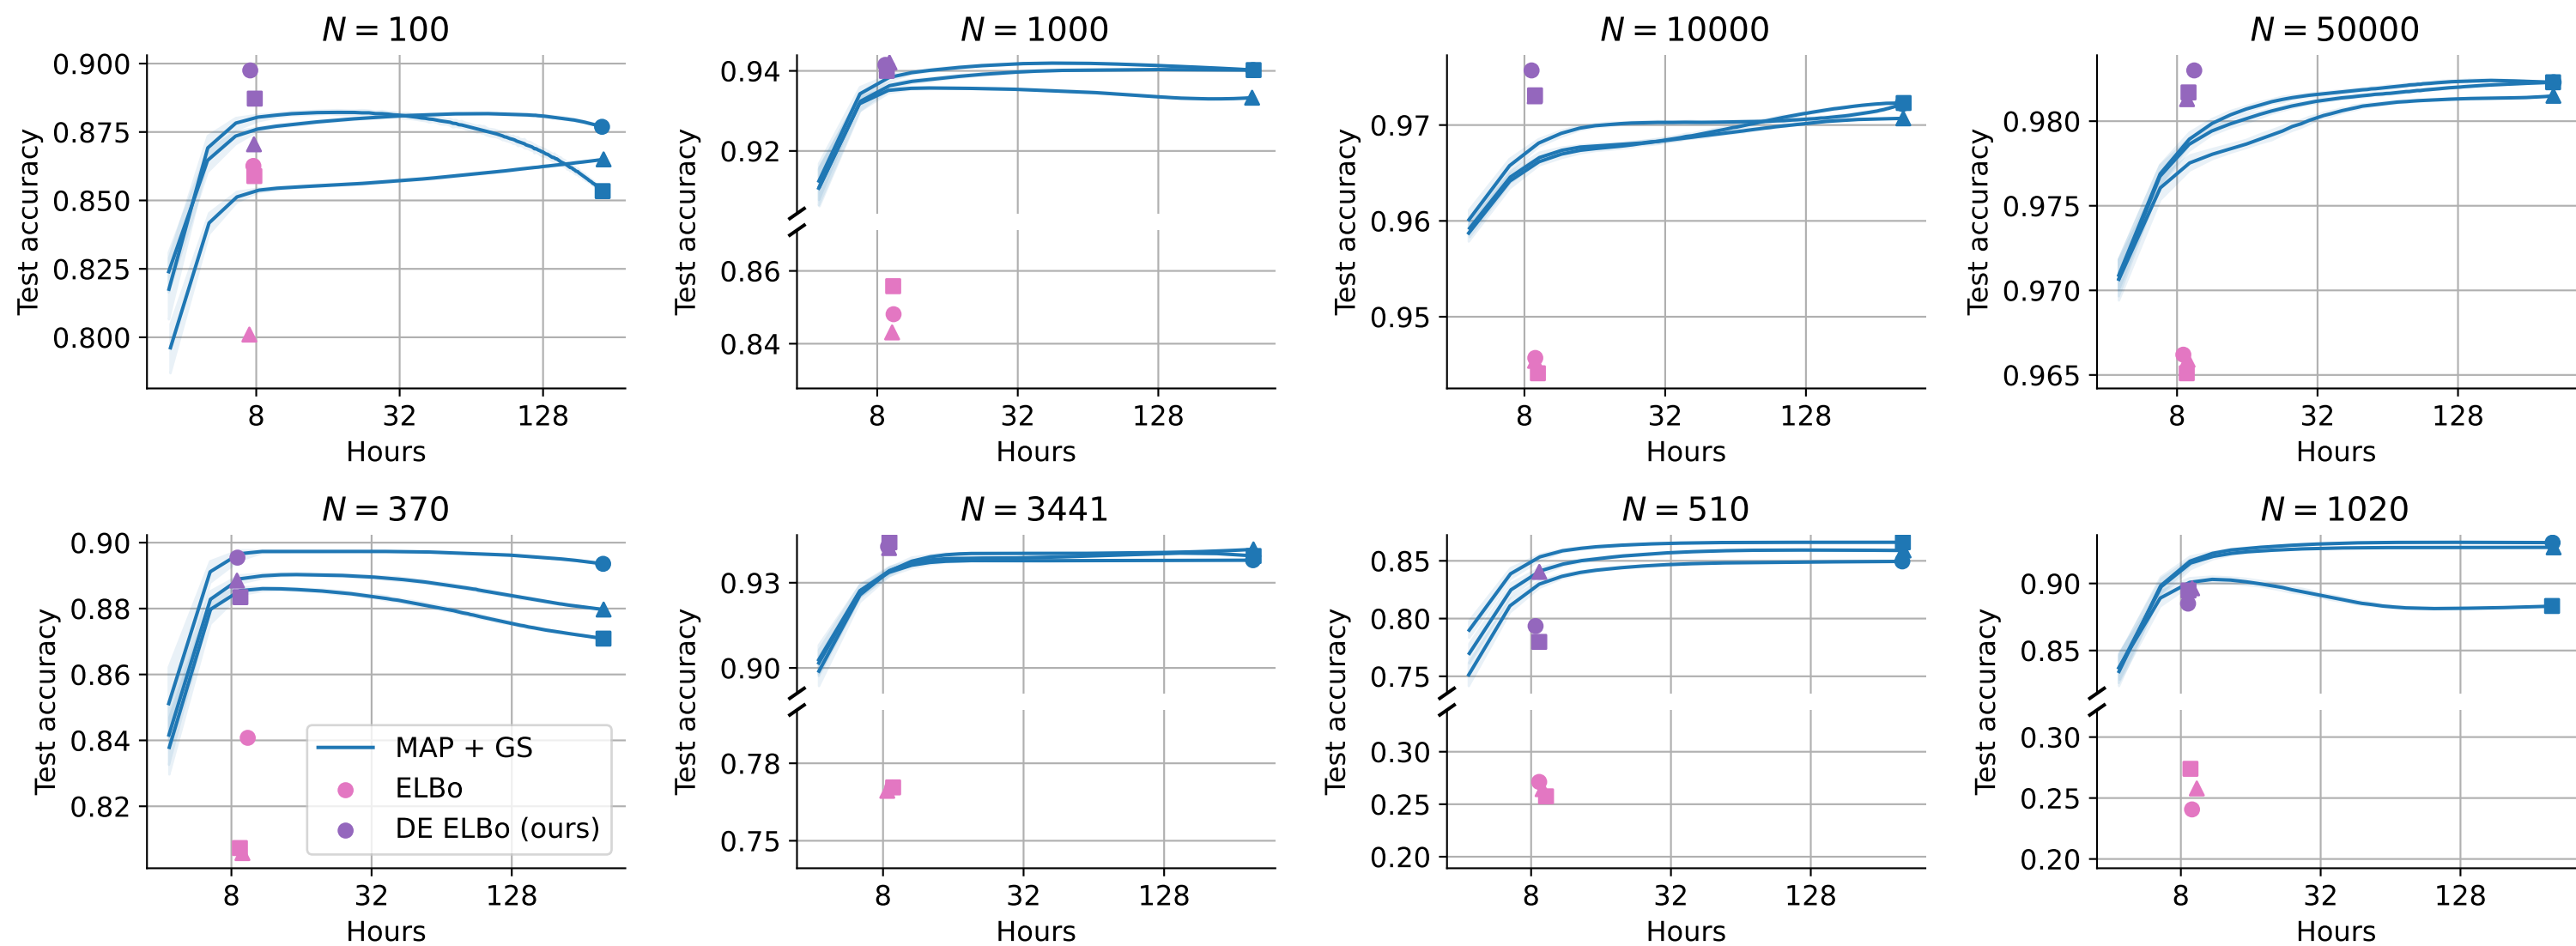 N = 100
0.900
0.875
0.850
0.825
0.800
Test accuracy
8 32 128
Hours
N = 1000
0.94
0.92
0.86
0.84
Test accuracy
8 32 128
Hours
N = 10000
0.97
0.96
0.95
Test accuracy
8 32 128
Hours
N = 50000
0.980
0.975
0.970
0.965
Test accuracy
8 32 128
Hours
N = 370
0.90
0.88
0.86
0.84
0.82
Test accuracy
MAP + GS
ELBo
DE ELBo (ours)
8 32 128
Hours
N = 3441
0.93
0.90
0.78
0.75
Test accuracy
8 32 128
Hours
N = 510
0.85
0.80
0.75
0.30
0.25
0.20
Test accuracy
8 32 128
Hours
N = 1020
0.90
0.85
0.30
0.25
0.20
Test accuracy
8 32 128
Hours